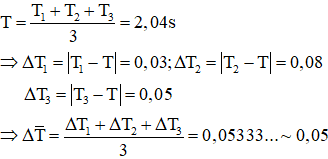 T = (T₁ + T₂ + T₃)/3 = 2,04s
⇒ ΔT₁ = |T₁ − T| = 0,03; ΔT₂ = |T₂ − T| = 0,08
ΔT₃ = |T₃ − T| = 0,05
⇒ ΔT̅ = (ΔT₁ + ΔT₂ + ΔT₃)/3 = 0,05333...~ 0,05